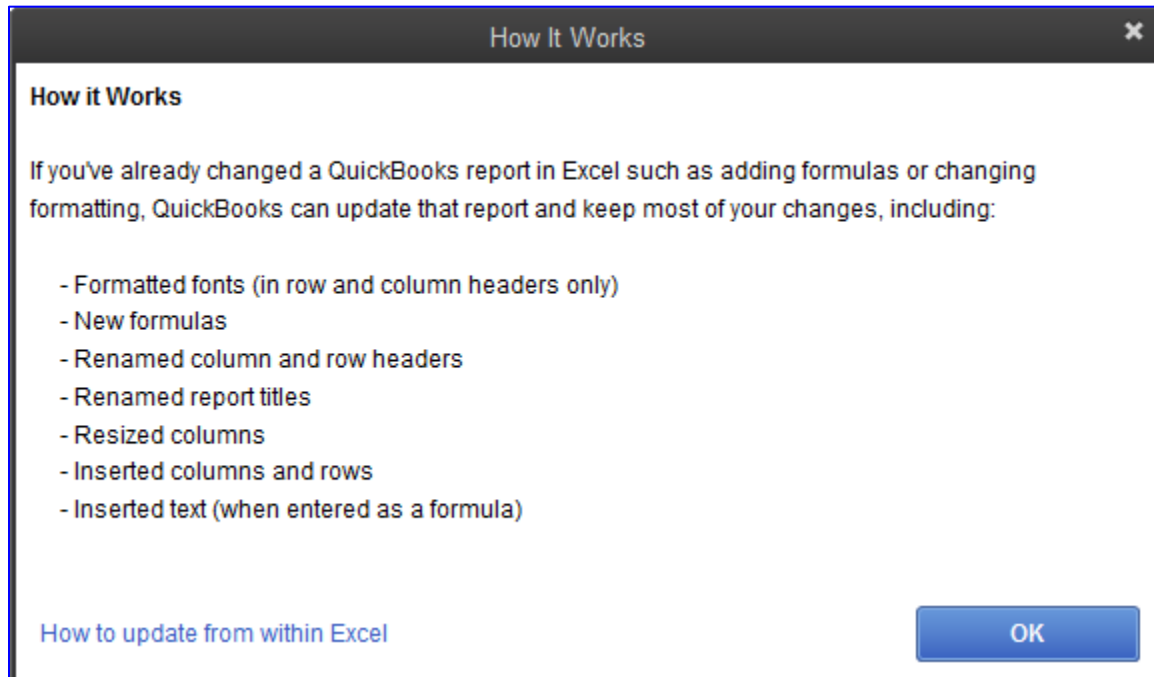 How It Works
How it Works
If you've already changed a QuickBooks report in Excel such as adding formulas or changing
formatting, QuickBooks can update that report and keep most of your changes, including:
- Formatted fonts (in row and column headers only)
- New formulas
- Renamed column and row headers
- Renamed report titles
- Resized columns
- Inserted columns and rows
- Inserted text (when entered as a formula)
How to update from within Excel
OK